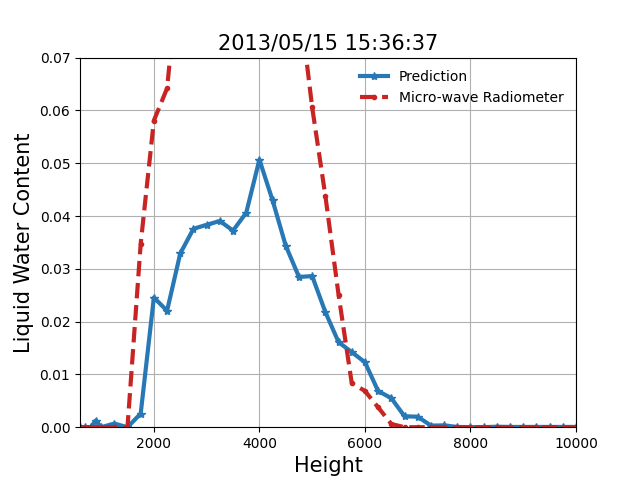 2013/05/15 15:36:37
0.07
0.06
0.05
0.04
0.03
0.02
0.01
0.00
Liquid Water Content
Prediction
Micro-wave Radiometer
2000 4000 6000 8000 10000
Height